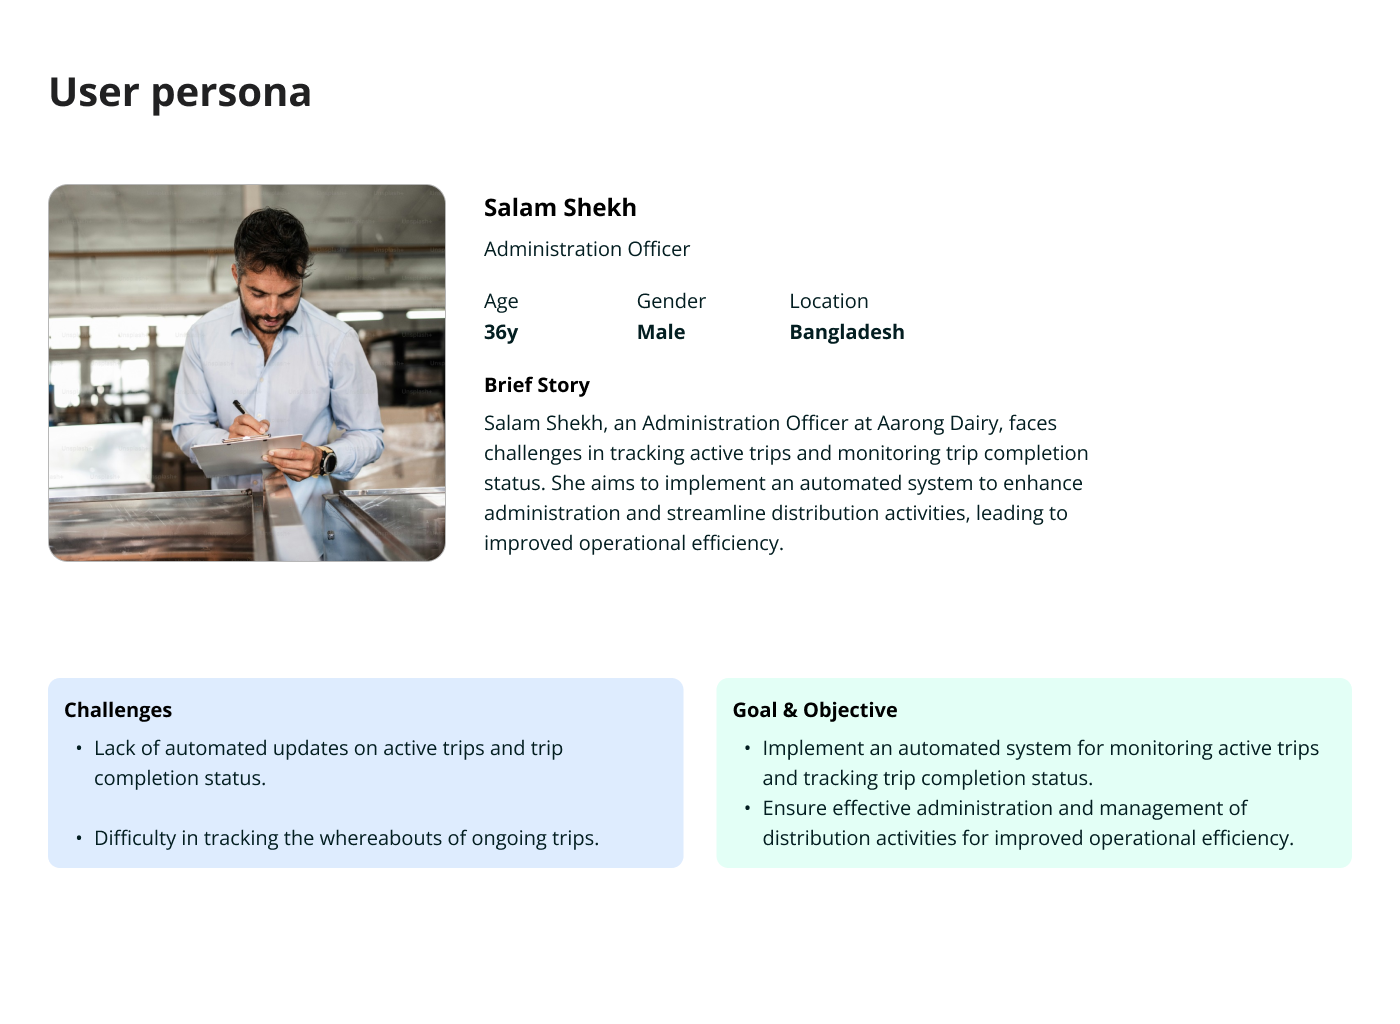 User persona
Salam Shekh
Administration Officer
Age
Gender
Location
36y
Male
Bangladesh
Brief Story
Salam Shekh, an Administration Officer at Aarong Dairy, faces
challenges in tracking active trips and monitoring trip completion
status. She aims to implement an automated system to enhance
administration and streamline distribution activities, leading to
improved operational efficiency.
Challenges
• Lack of automated updates on active trips and trip
completion status.
• Difficulty in tracking the whereabouts of ongoing trips.
Goal & Objective
• Implement an automated system for monitoring active trips
and tracking trip completion status.
• Ensure effective administration and management of
distribution activities for improved operational efficiency.